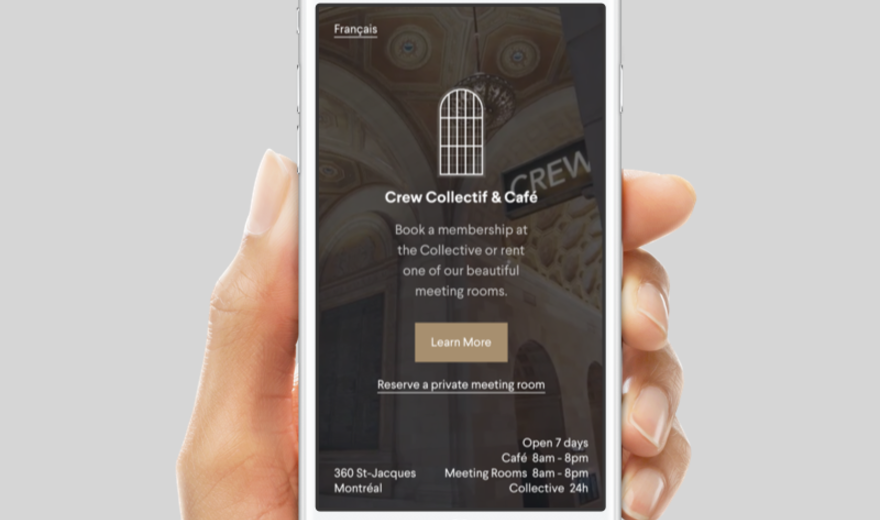 Français
CREW
Crew Collectif & Café
Book a membership at
the Collective or rent
one of our beautiful
meeting rooms.
Learn More
Reserve a private meeting room
Open 7 days
Café 8am - 8pm
360 St-Jacques
Meeting Rooms 8am - 8pm
Montréal
Collective 24h